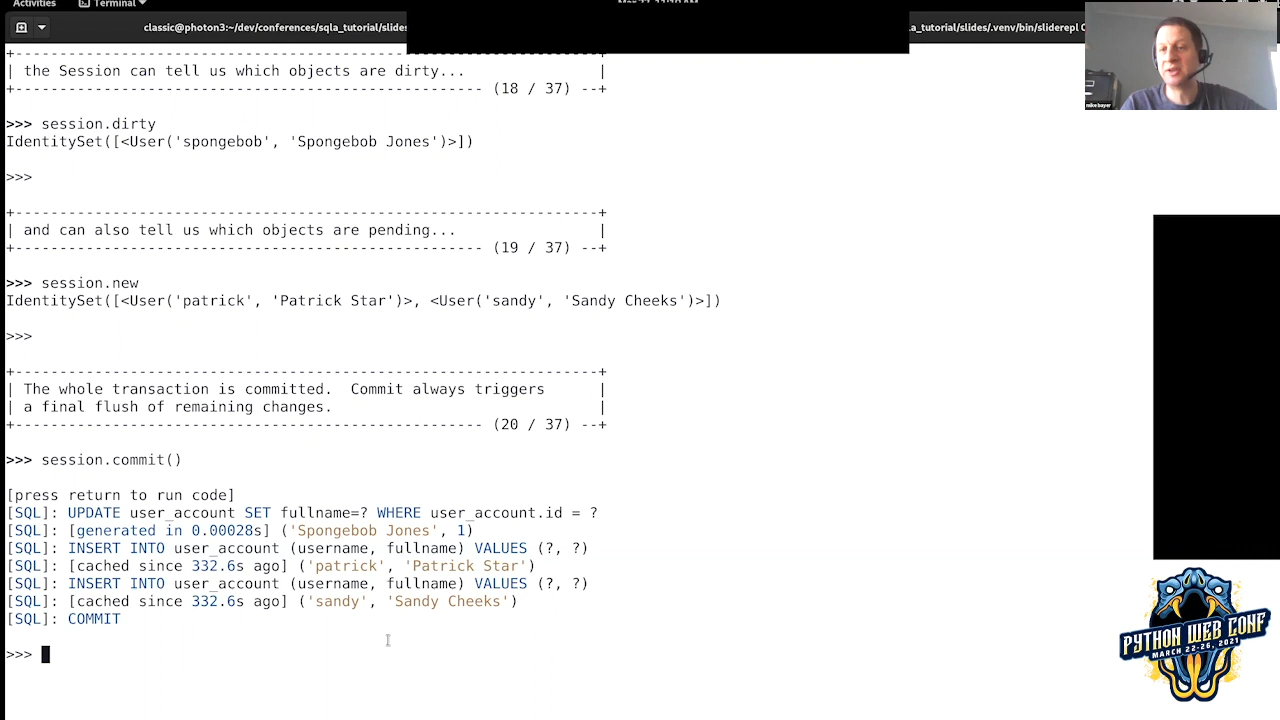 Activities
Terminal
classic@photon3:~/dev/conferences/sqla_tutorial/slides
la_tutorial/slides/.venv/bin/sliderepl
+------------------------------------------------------------------+
| the Session can tell us which objects are dirty... |
+------------------------------------------------------ (18 / 37) --+
>>> session.dirty
IdentitySet([<User('spongebob', 'Spongebob Jones')>])
>>>
+------------------------------------------------------------------+
| and can also tell us which objects are pending... |
+------------------------------------------------------ (19 / 37) --+
>>> session.new
IdentitySet([<User('patrick', 'Patrick Star')>, <User('sandy', 'Sandy Cheeks')>])
>>>
+------------------------------------------------------------------+
| The whole transaction is committed.  Commit always triggers |
| a final flush of remaining changes. |
+------------------------------------------------------ (20 / 37) --+
>>> session.commit()
[press return to run code]
[SQL]: UPDATE user_account SET fullname=? WHERE user_account.id = ?
[SQL]: [generated in 0.00028s] ('Spongebob Jones', 1)
[SQL]: INSERT INTO user_account (username, fullname) VALUES (?, ?)
[SQL]: [cached since 332.6s ago] ('patrick', 'Patrick Star')
[SQL]: INSERT INTO user_account (username, fullname) VALUES (?, ?)
[SQL]: [cached since 332.6s ago] ('sandy', 'Sandy Cheeks')
[SQL]: COMMIT
>>>
mike bayer
PYTHON WEB CONF
MARCH 22-26, 2021